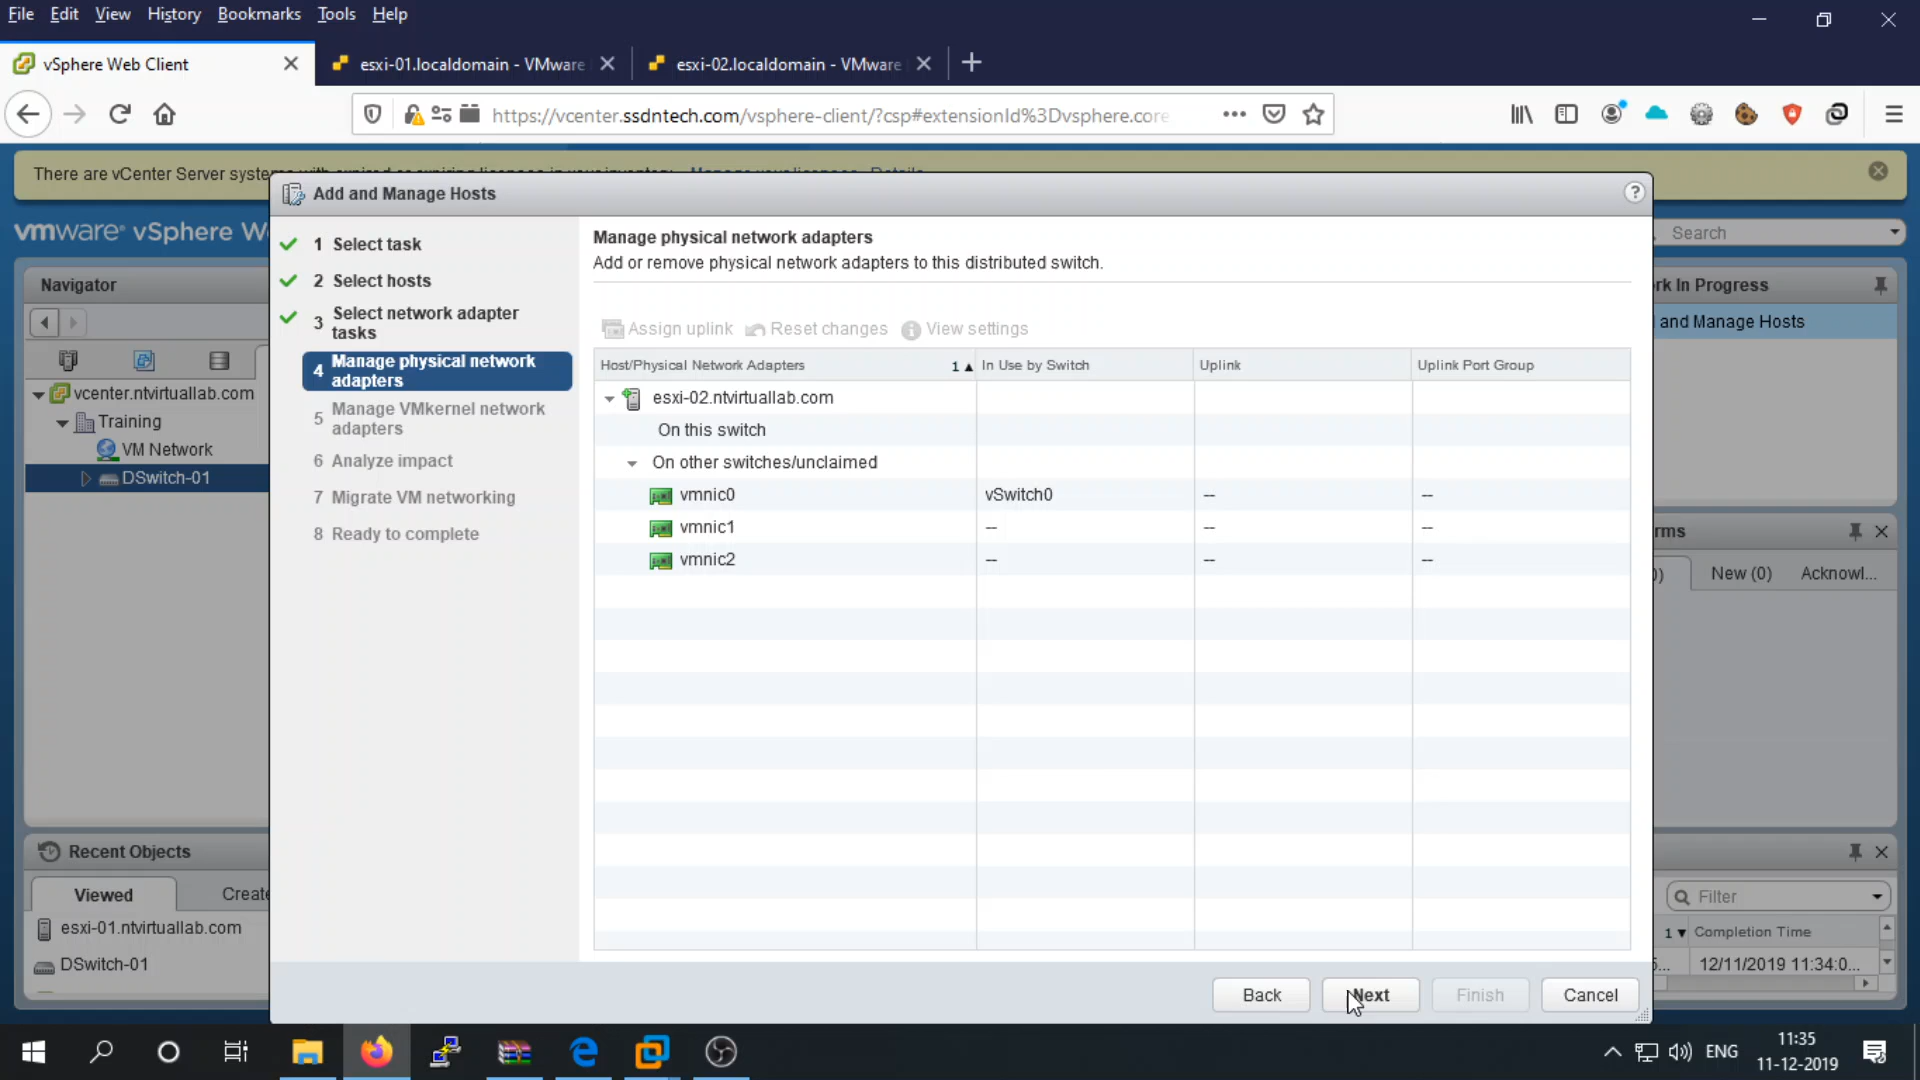 File Edit View History Bookmarks Tools Help
vSphere Web Client
esxi-01.localdomain - VMware
esxi-02.localdomain - VMware
https://vcenter.ssdntech.com/vsphere-client/?csp#extensionId%3Dvsphere.core
There are vCenter Server
Add and Manage Hosts
vmware® vSphere W
Search
Navigator
vcenter.ntvirtuallab.com
Training
VM Network
DSwitch-01
1 Select task
2 Select hosts
3 Select network adapter
tasks
4 Manage physical network
adapters
5 Manage VMkernel network
adapters
6 Analyze impact
7 Migrate VM networking
8 Ready to complete
Manage physical network adapters
Add or remove physical network adapters to this distributed switch.
Assign uplink Reset changes View settings
Host/Physical Network Adapters 1 In Use by Switch Uplink Uplink Port Group
esxi-02.ntvirtuallab.com
On this switch
On other switches/unclaimed
vmnic0 vSwitch0 -- --
vmnic1 -- -- --
vmnic2 -- -- --
rk In Progress
and Manage Hosts
rms
New (0) Acknowl...
Recent Objects
Viewed Create
esxi-01.ntvirtuallab.com
DSwitch-01
Filter
1 Completion Time
5... 12/11/2019 11:34:0...
Back Next Finish Cancel
ENG
11:35
11-12-2019